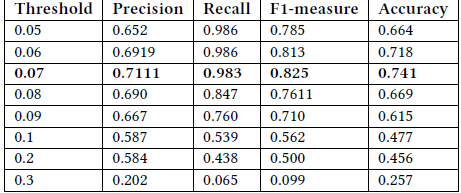 Threshold Precision Recall F1-measure Accuracy
0.05 0.652 0.986 0.785 0.664
0.06 0.6919 0.986 0.813 0.718
0.07 0.7111 0.983 0.825 0.741
0.08 0.690 0.847 0.7611 0.669
0.09 0.667 0.760 0.710 0.615
0.1 0.587 0.539 0.562 0.477
0.2 0.584 0.438 0.500 0.456
0.3 0.202 0.065 0.099 0.257